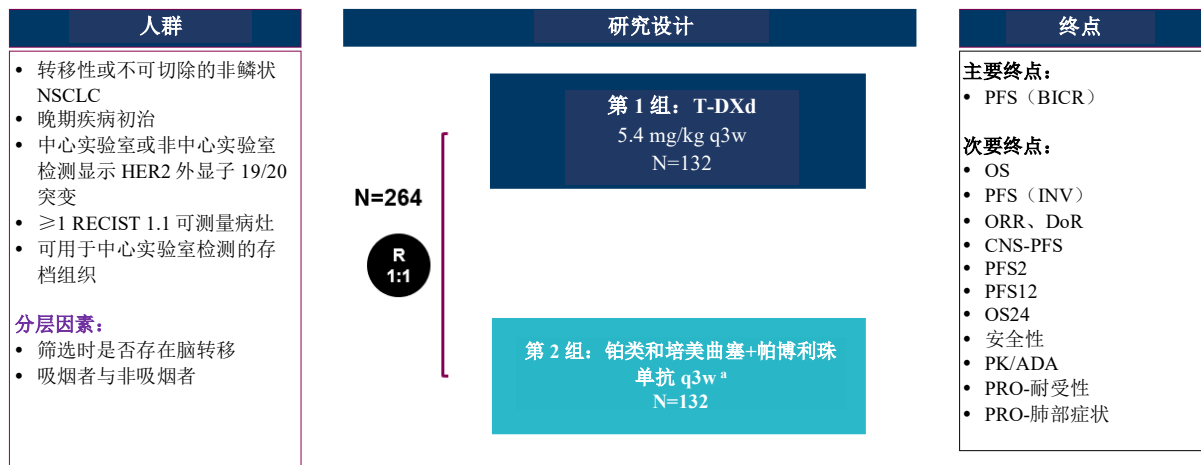 人群
• 转移性或不可切除的非鳞状
NSCLC
• 晚期疾病初治
• 中心实验室或非中心实验室
检测显示 HER2 外显子 19/20
突变
• ≥1 RECIST 1.1 可测量病灶
• 可用于中心实验室检测的存
档组织
分层因素：
• 筛选时是否存在脑转移
• 吸烟者与非吸烟者
研究设计
N=264
R
1:1
第 1 组：T-DXd
5.4 mg/kg q3w
N=132
第 2 组：铂类和培美曲塞+帕博利珠
单抗 q3w ᵃ
N=132
终点
主要终点：
• PFS（BICR）
次要终点：
• OS
• PFS（INV）
• ORR、DoR
• CNS-PFS
• PFS2
• PFS12
• OS24
• 安全性
• PK/ADA
• PRO-耐受性
• PRO-肺部症状